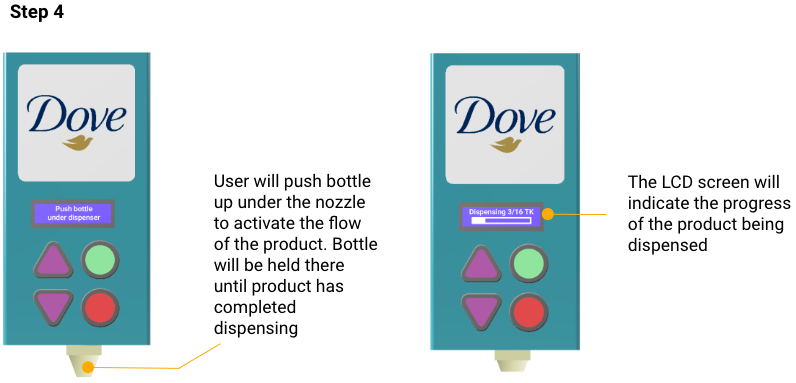 Step 4
Dove
Push bottle
under dispenser
User will push bottle
up under the nozzle
to activate the flow
of the product. Bottle
will be held there
until product has
completed
dispensing
Dove
Dispensing 3/16 TK
The LCD screen will
indicate the progress
of the product being
dispensed